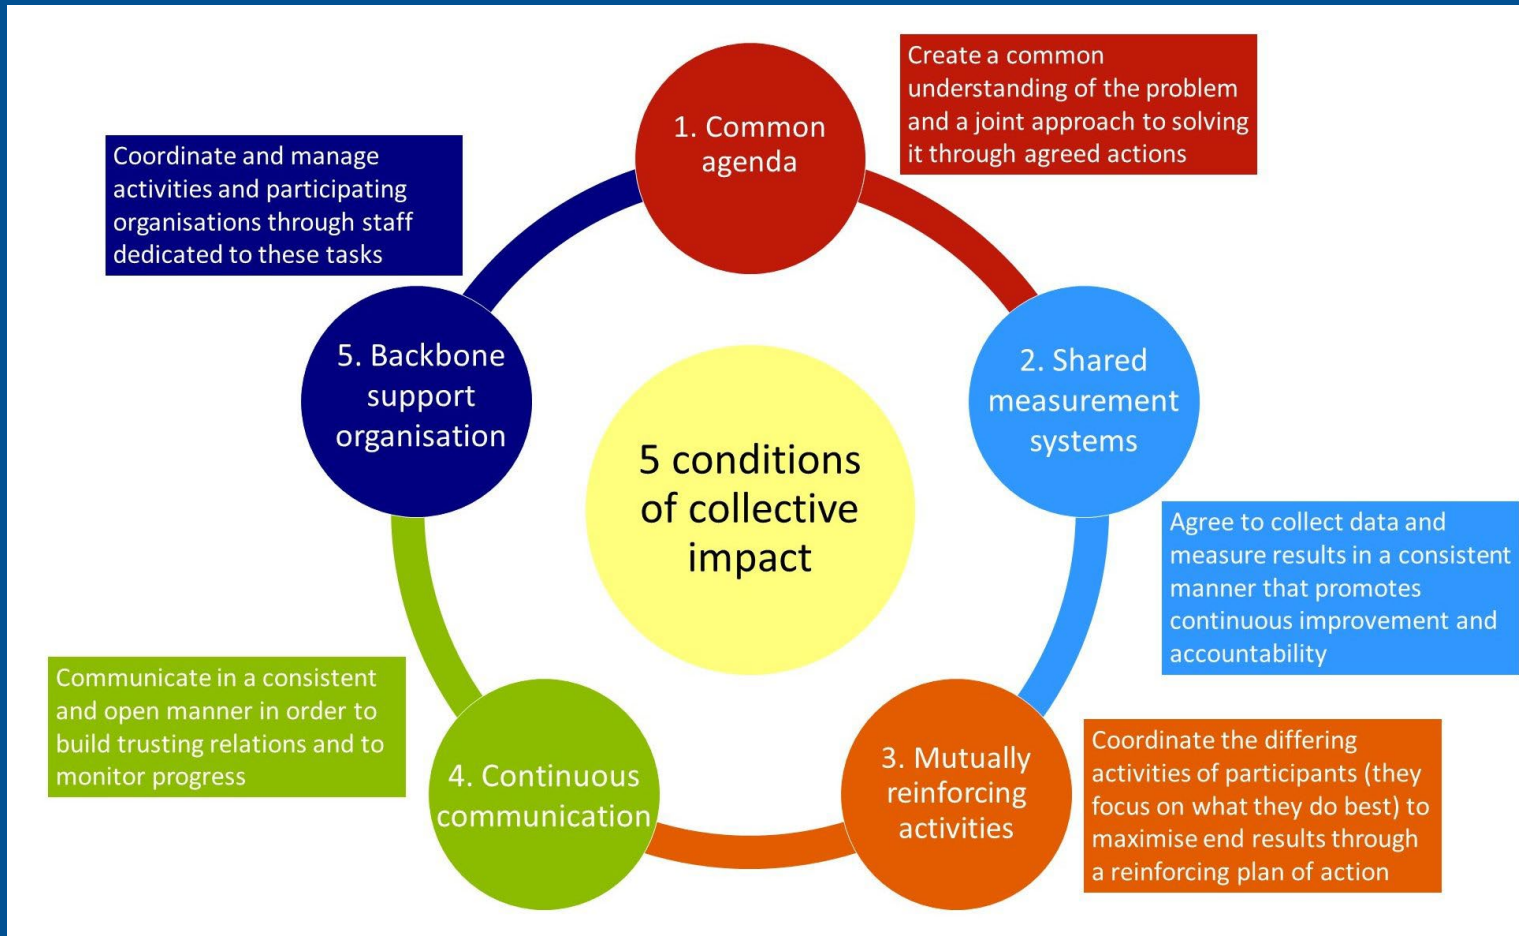 1. Common
agenda
Create a common
understanding of the problem
and a joint approach to solving
it through agreed actions
2. Shared
measurement
systems
Agree to collect data and
measure results in a consistent
manner that promotes
continuous improvement and
accountability
3. Mutually
reinforcing
activities
Coordinate the differing
activities of participants (they
focus on what they do best) to
maximise end results through
a reinforcing plan of action
4. Continuous
communication
Communicate in a consistent
and open manner in order to
build trusting relations and to
monitor progress
5. Backbone
support
organisation
Coordinate and manage
activities and participating
organisations through staff
dedicated to these tasks
5 conditions
of collective
impact